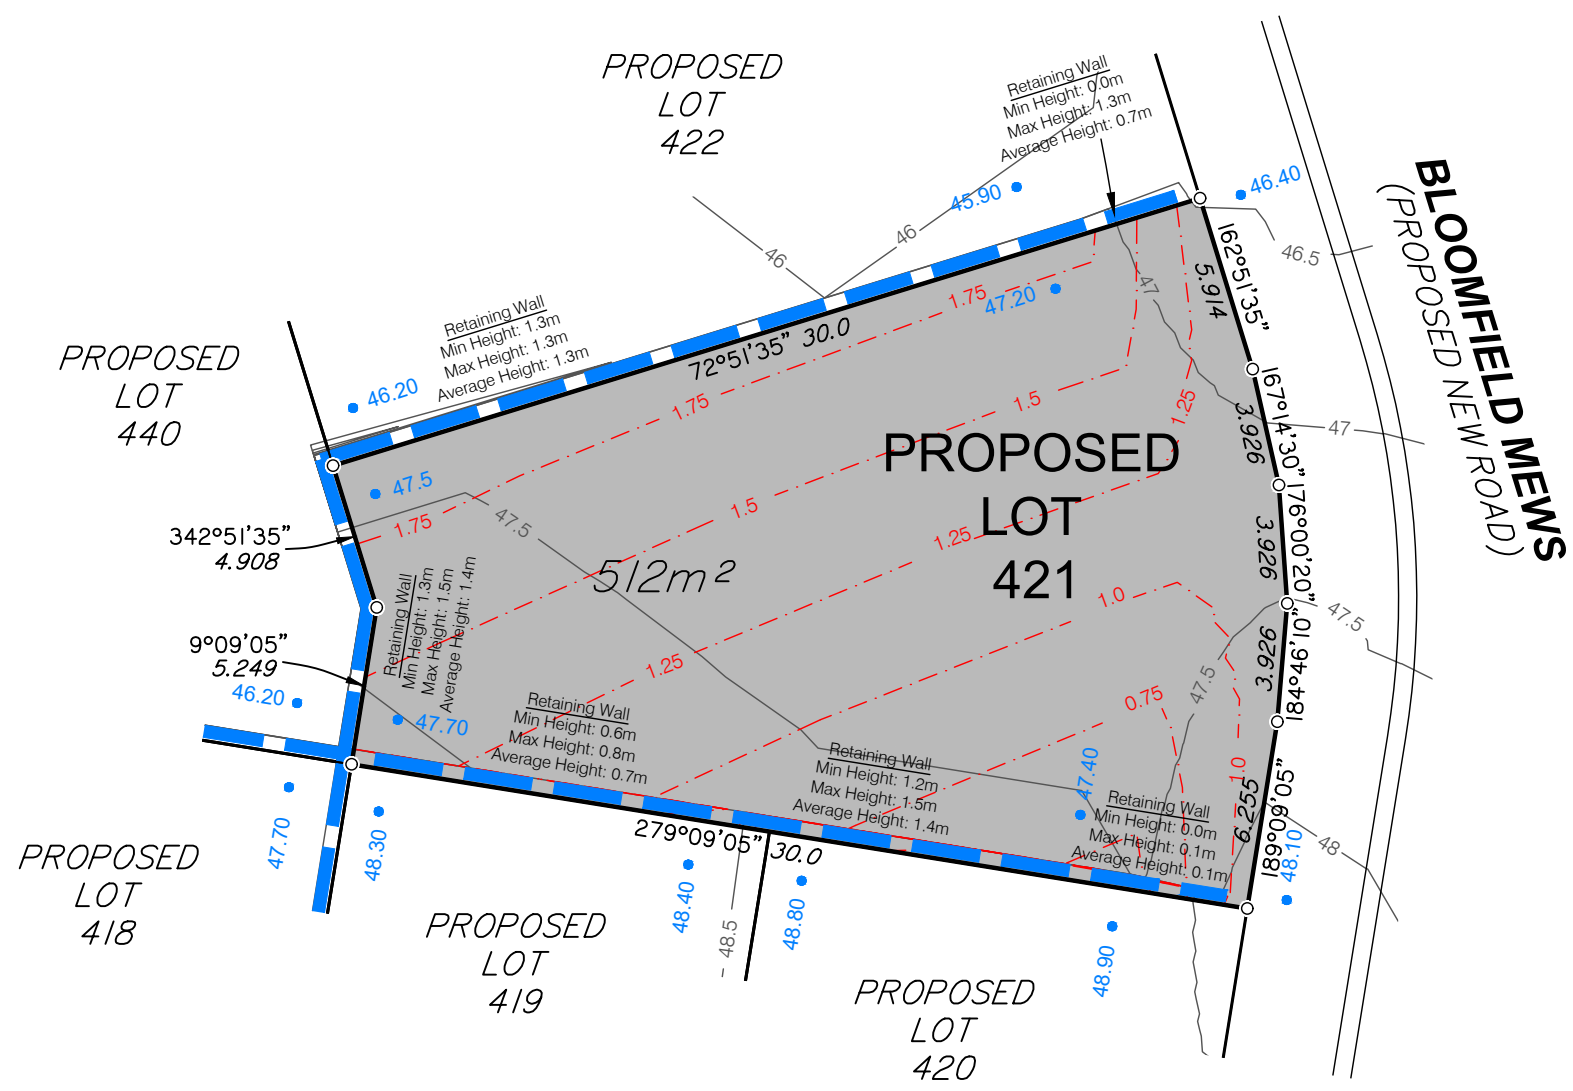 PROPOSED
LOT
422
Retaining Wall
Min Height: 0.0m
Max Height: 1.3m
Average Height: 0.7m
45.90
46.40
46
46
46.5
BLOOMFIELD MEWS
(PROPOSED NEW ROAD)
162°51'35"
5.914
47
1.75
47.20
Retaining Wall
Min Height: 1.3m
Max Height: 1.3m
Average Height: 1.3m
72°51'35" 30.0
PROPOSED
LOT
440
46.20
1.75
1.5
1.25
167°14'30"
3.926
47
PROPOSED
LOT
421
47.5
1.75
47.5
1.5
1.25
176°00'20"
3.926
342°51'35"
4.908
512m²
Retaining Wall
Min Height: 1.3m
Max Height: 1.5m
Average Height: 1.4m
1.0
47.5
184°46'10"
3.926
9°09'05"
5.249
46.20
1.25
47.5
0.75
47.70
Retaining Wall
Min Height: 0.6m
Max Height: 0.8m
Average Height: 0.7m
Retaining Wall
Min Height: 1.2m
Max Height: 1.5m
Average Height: 1.4m
47.40
Retaining Wall
Min Height: 0.0m
Max Height: 0.1m
Average Height: 0.1m
1.0
6.255
189°09'05"
48.10
48
279°09'05" 30.0
47.70
48.30
PROPOSED
LOT
418
48.40
48.5
48.80
48.90
PROPOSED
LOT
419
PROPOSED
LOT
420